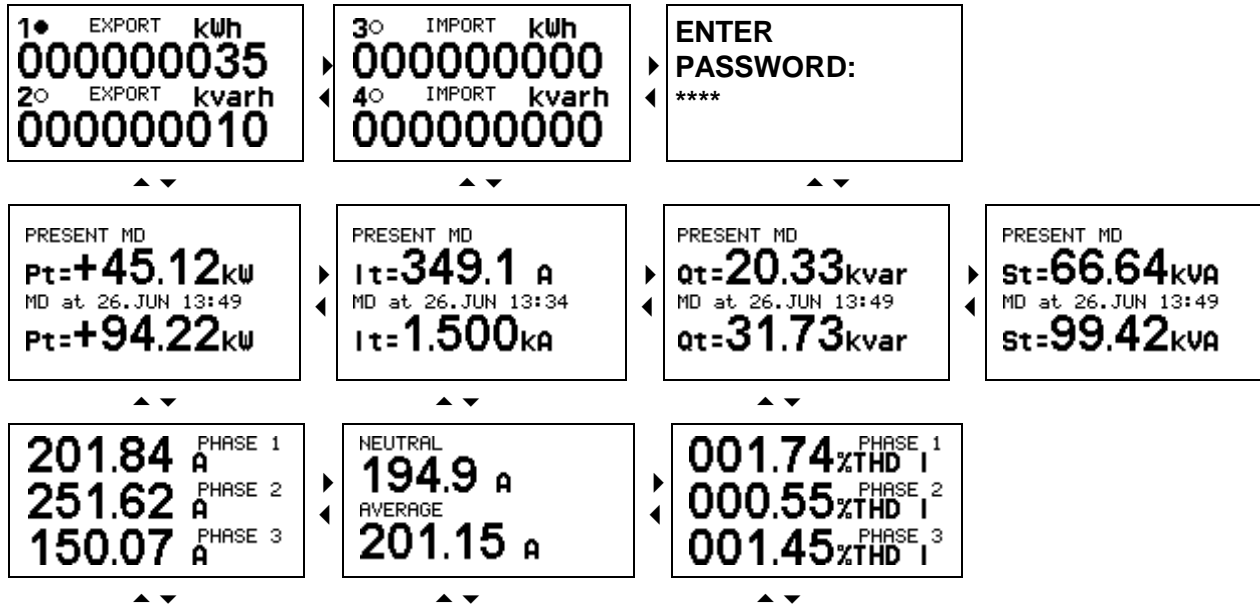 1● EXPORT kWh
000000035
2○ EXPORT kvarh
000000010
3○ IMPORT kWh
000000000
4○ IMPORT kvarh
000000000
ENTER
PASSWORD:
****
PRESENT MD
Pt=+45.12kW
MD at 26.JUN 13:49
Pt=+94.22kW
PRESENT MD
It=349.1 A
MD at 26.JUN 13:34
It=1.500kA
PRESENT MD
Qt=20.33kvar
MD at 26.JUN 13:49
Qt=31.73kvar
PRESENT MD
St=66.64kVA
MD at 26.JUN 13:49
St=99.42kVA
201.84 A PHASE 1
251.62 A PHASE 2
150.07 A PHASE 3
NEUTRAL
194.9 A
AVERAGE
201.15 A
001.74%THD I PHASE 1
000.55%THD I PHASE 2
001.45%THD I PHASE 3